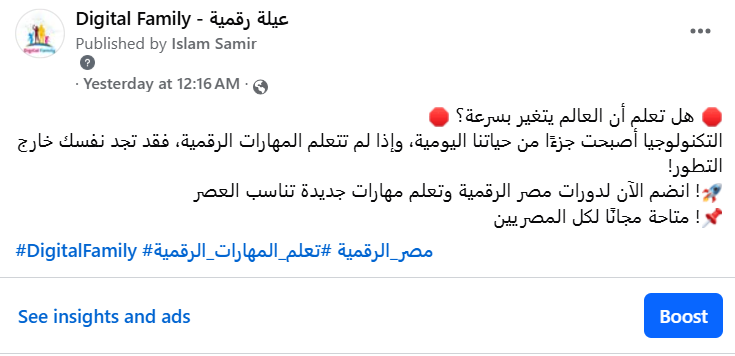 Digital Family - عيلة رقمية
Published by Islam Samir
· Yesterday at 12:16 AM ·
🛑 هل تعلم أن العالم يتغير بسرعة؟ 🛑
التكنولوجيا أصبحت جزءًا من حياتنا اليومية، وإذا لم تتعلم المهارات الرقمية، فقد تجد نفسك خارج
التطور!
🚀! انضم الآن لدورات مصر الرقمية وتعلم مهارات جديدة تناسب العصر
📌! متاحة مجانًا لكل المصريين
#DigitalFamily #مصر_الرقمية #تعلم_المهارات_الرقمية
See insights and ads
Boost